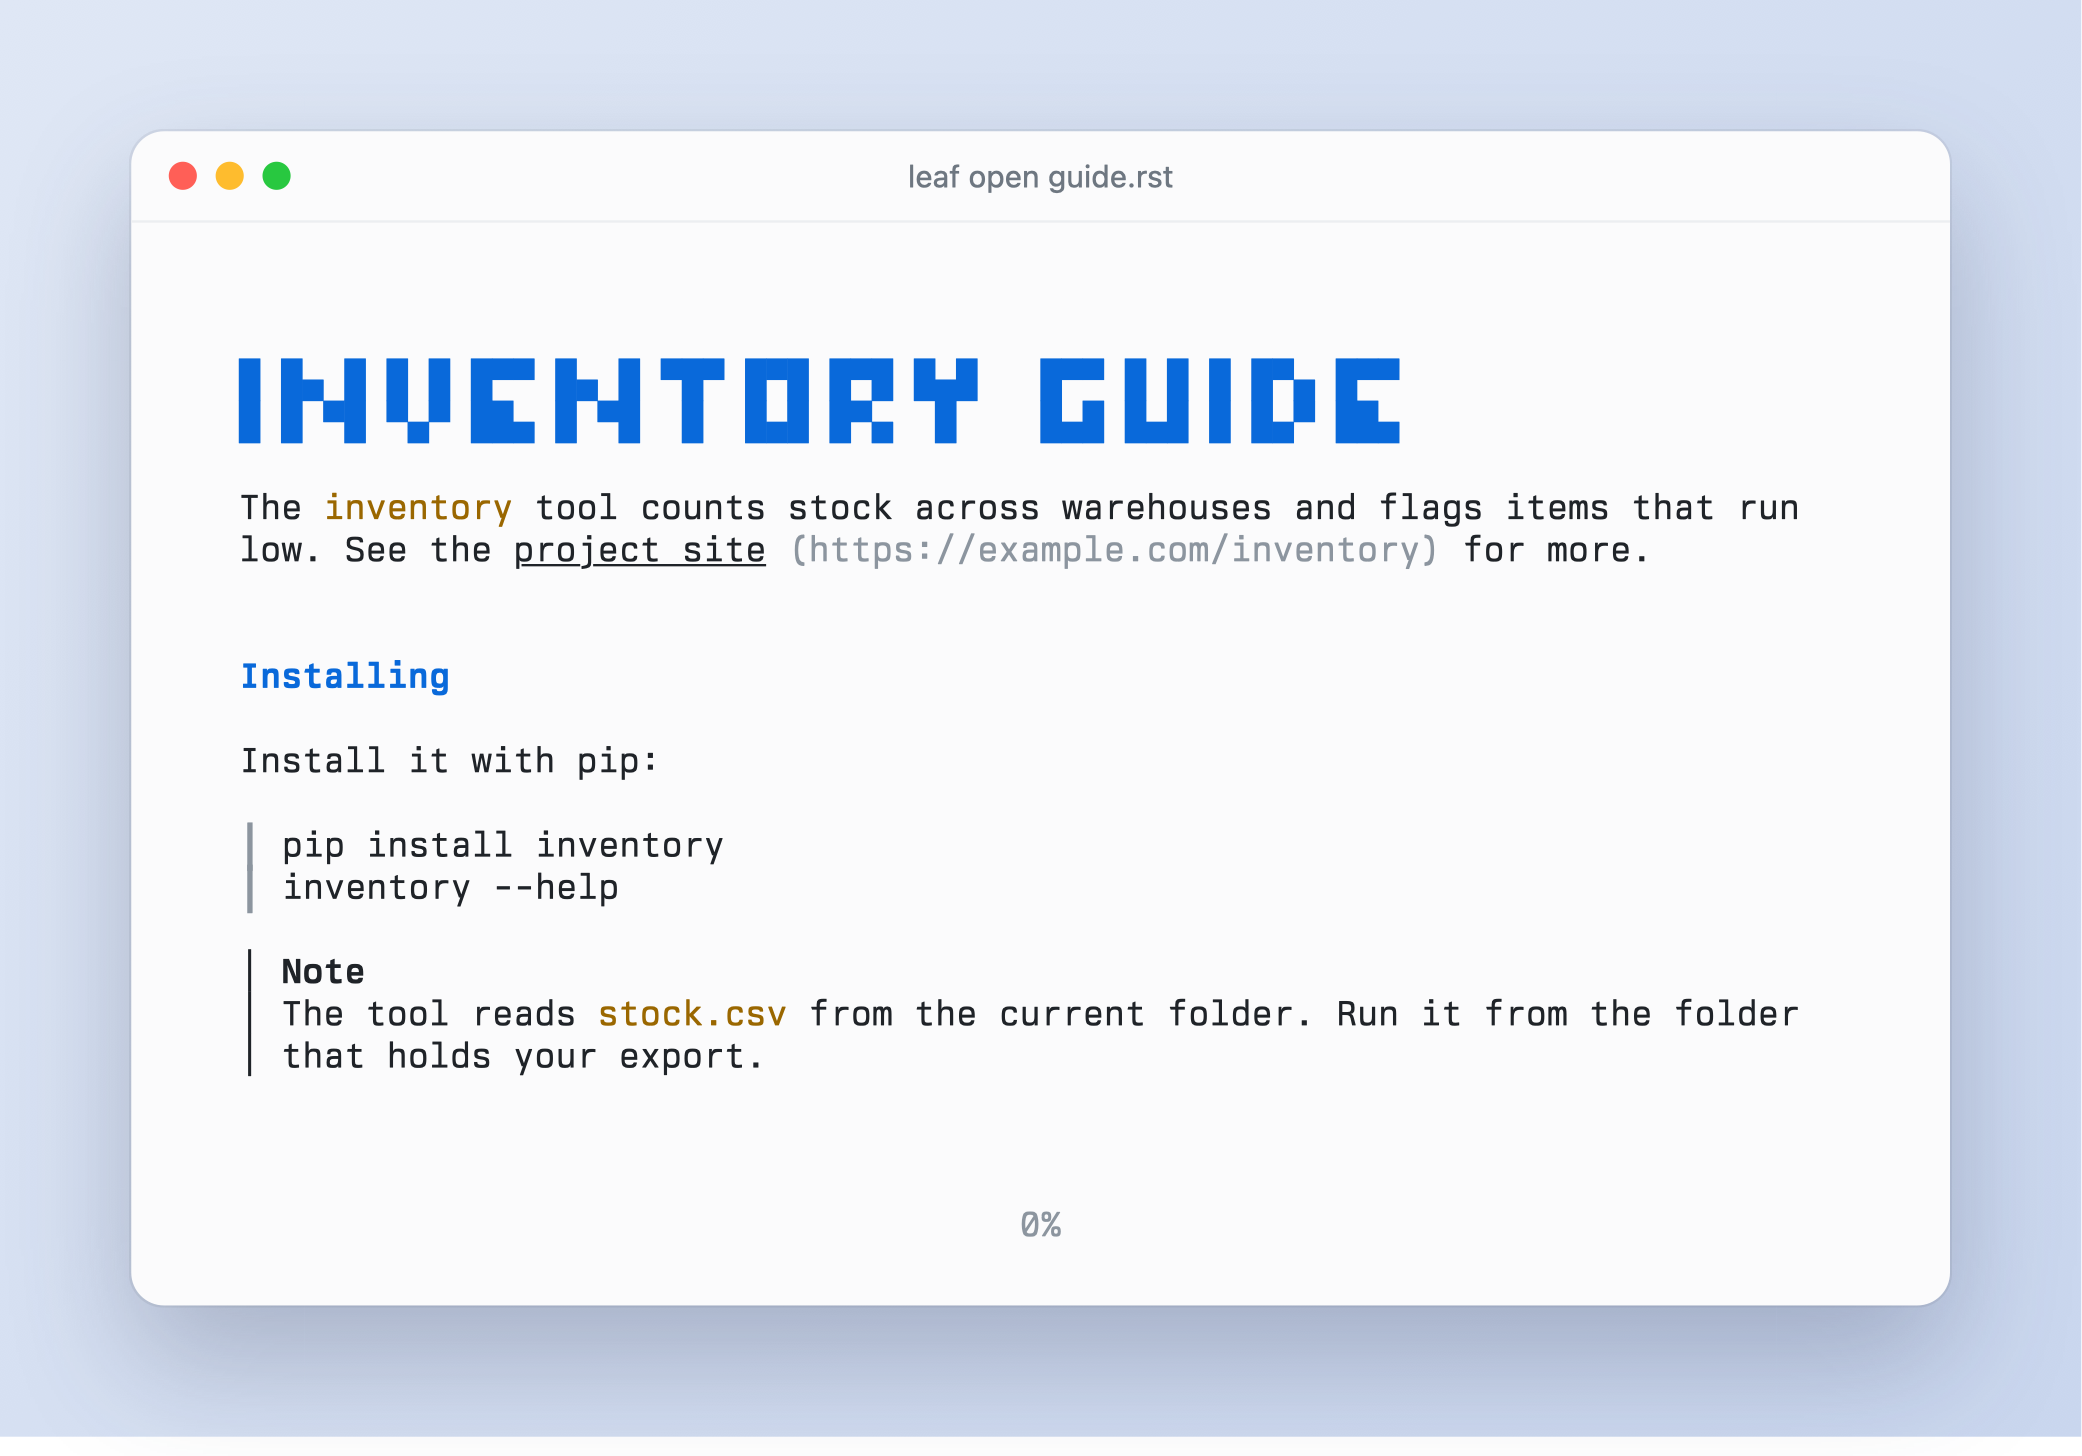 leaf open guide.rst
INVENTORY GUIDE
The inventory tool counts stock across warehouses and flags items that run
low. See the project site (https://example.com/inventory) for more.
Installing
Install it with pip:
pip install inventory
inventory --help
Note
The tool reads stock.csv from the current folder. Run it from the folder
that holds your export.
0%